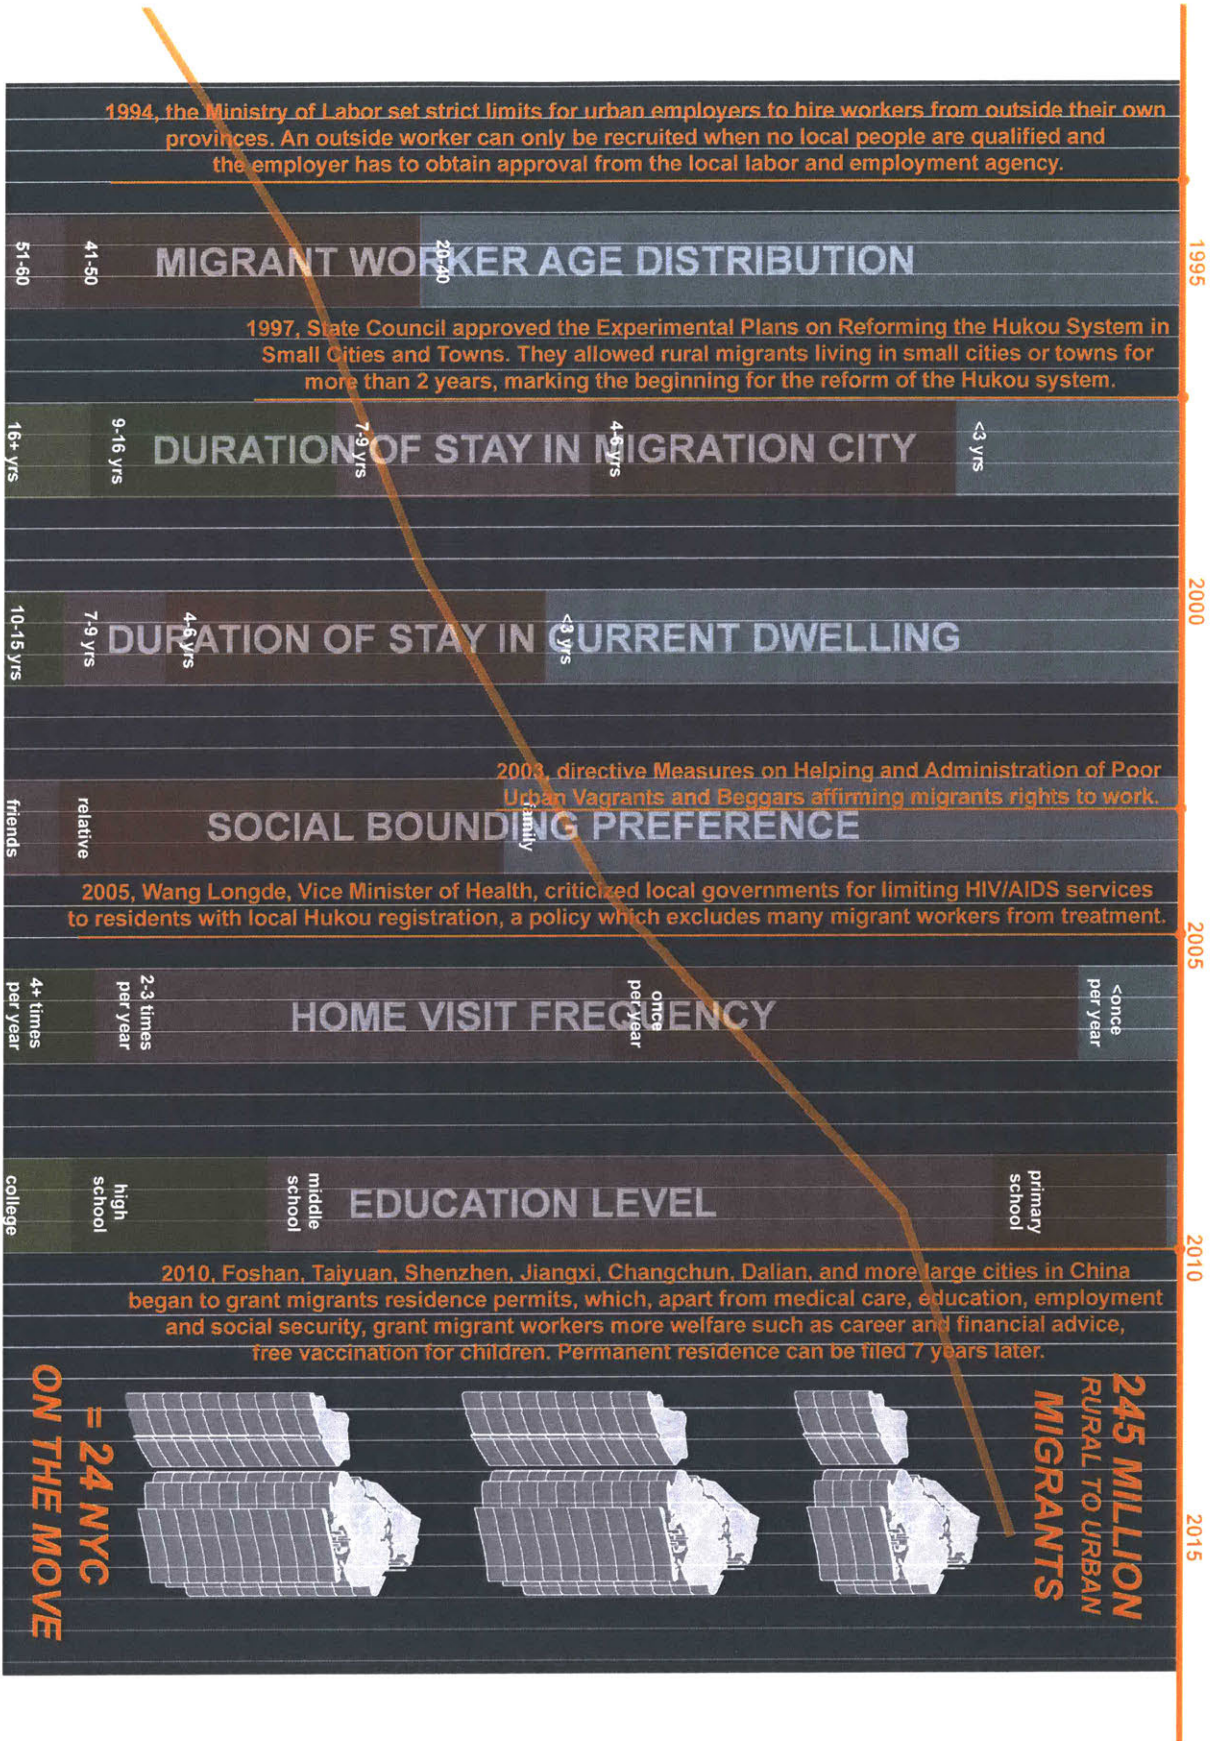 1994, the Ministry of Labor set strict limits for urban employers to hire workers from outside their own
provinces. An outside worker can only be recruited when no local people are qualified and
the employer has to obtain approval from the local labor and employment agency.
1995
MIGRANT WORKER AGE DISTRIBUTION
51-60
41-50
20-40
1997, State Council approved the Experimental Plans on Reforming the Hukou System in
Small Cities and Towns. They allowed rural migrants living in small cities or towns for
more than 2 years, marking the beginning for the reform of the Hukou system.
DURATION OF STAY IN MIGRATION CITY
16+ yrs
9-16 yrs
7-9 yrs
4-6 yrs
<3 yrs
2000
DURATION OF STAY IN CURRENT DWELLING
10-15 yrs
7-9 yrs
4-6 yrs
<3 yrs
2003, directive Measures on Helping and Administration of Poor
Urban Vagrants and Beggars affirming migrants rights to work.
SOCIAL BOUNDING PREFERENCE
friends
relative
family
2005, Wang Longde, Vice Minister of Health, criticized local governments for limiting HIV/AIDS services
to residents with local Hukou registration, a policy which excludes many migrant workers from treatment.
2005
HOME VISIT FREQUENCY
4+ times
per year
2-3 times
per year
once
per year
<once
per year
EDUCATION LEVEL
college
high
school
middle
school
primary
school
2010
2010, Foshan, Taiyuan, Shenzhen, Jiangxi, Changchun, Dalian, and more large cities in China
began to grant migrants residence permits, which, apart from medical care, education, employment
and social security, grant migrant workers more welfare such as career and financial advice,
free vaccination for children. Permanent residence can be filed 7 years later.
245 MILLION
RURAL TO URBAN
MIGRANTS
= 24 NYC
ON THE MOVE
2015